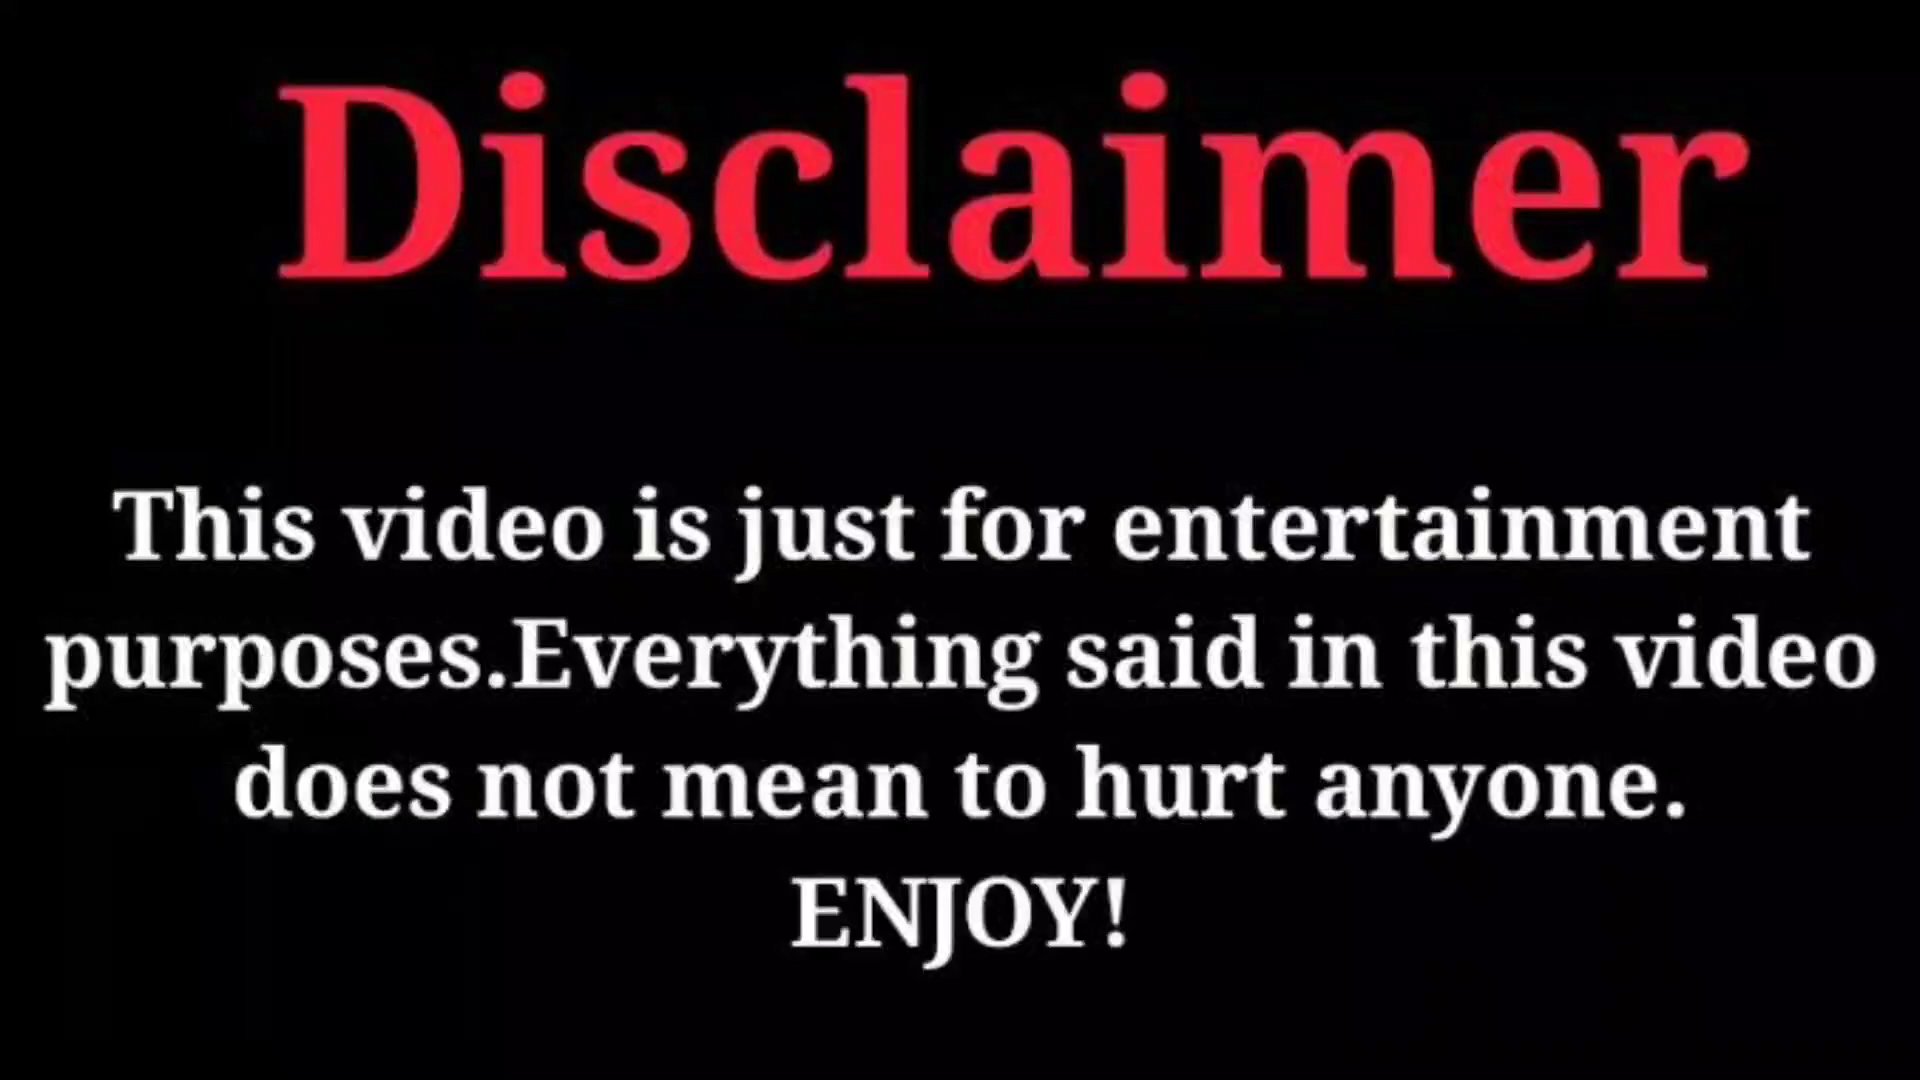 Disclaimer
This video is just for entertainment
purposes.Everything said in this video
does not mean to hurt anyone.
ENJOY!